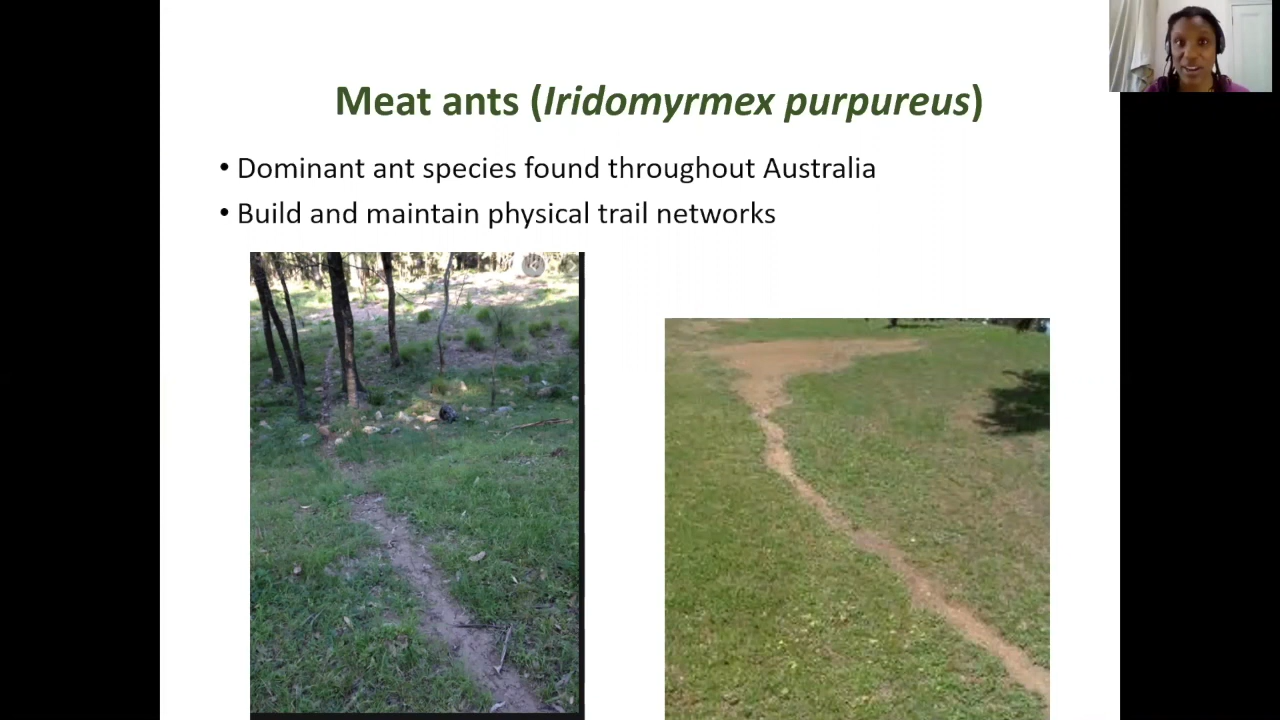 Meat ants (Iridomyrmex purpureus)
• Dominant ant species found throughout Australia
• Build and maintain physical trail networks